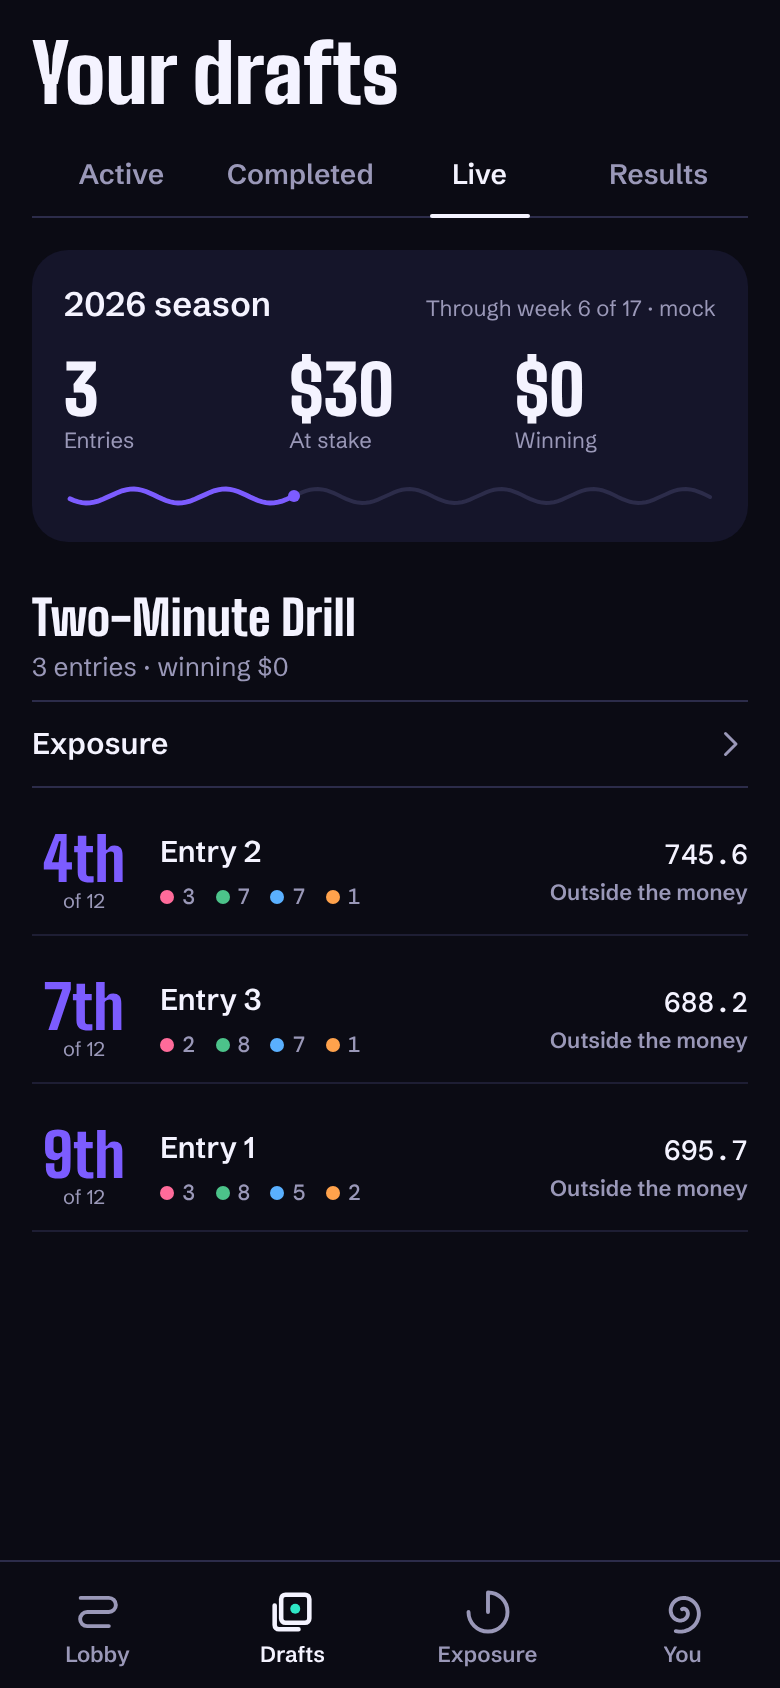 Your drafts
Active Completed Live Results
2026 season Through week 6 of 17 · mock
3 $30 $0
Entries At stake Winning
Two-Minute Drill
3 entries · winning $0
Exposure
4th Entry 2 745.6
of 12 3 7 7 1 Outside the money
7th Entry 3 688.2
of 12 2 8 7 1 Outside the money
9th Entry 1 695.7
of 12 3 8 5 2 Outside the money
Lobby Drafts Exposure You